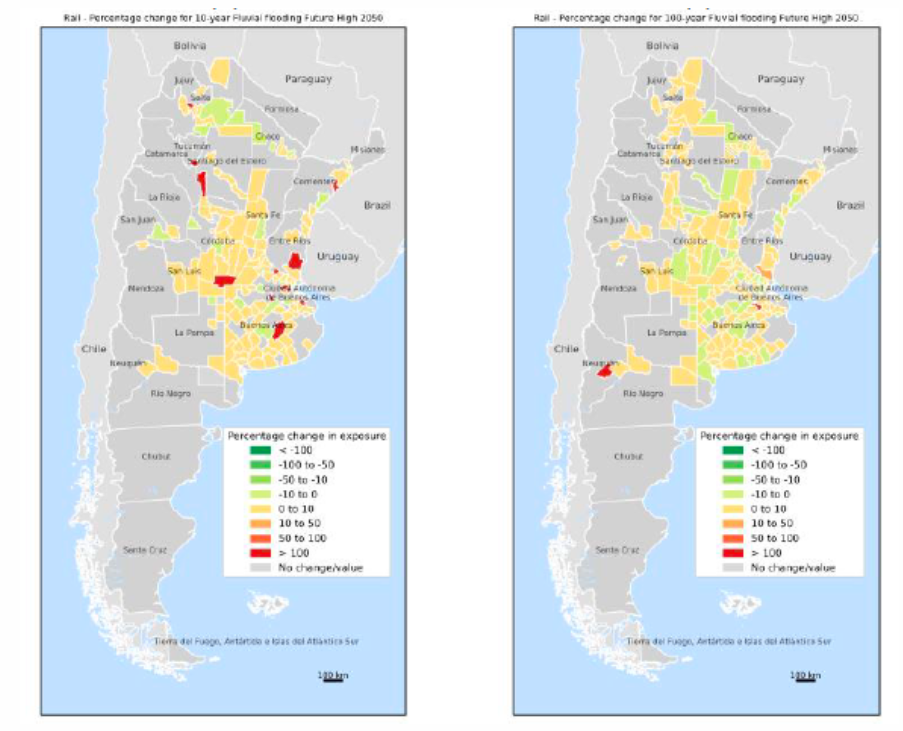 Rail - Percentage change for 10-year Fluvial flooding Future High 2050
Bolivia
Jujuy
Paraguay
Salta
Formosa
Chaco
Tucumán
Catamarca
Santiago del Estero
Misiones
Corrientes
La Rioja
Brazil
Santa Fe
San Juan
Córdoba
Entre Ríos
Uruguay
San Luis
Mendoza
Ciudad Autónoma
de Buenos Aires
Buenos Aires
La Pampa
Chile
Neuquén
Río Negro
Chubut
Santa Cruz
Percentage change in exposure
< -100
-100 to -50
-50 to -10
-10 to 0
0 to 10
10 to 50
50 to 100
> 100
No change/value
Tierra del Fuego, Antártida e Islas del Atlántico Sur
100 km
Rail - Percentage change for 100-year Fluvial flooding Future High 2050
Bolivia
Jujuy
Paraguay
Salta
Formosa
Chaco
Tucumán
Catamarca
Santiago del Estero
Misiones
Corrientes
La Rioja
Brazil
Santa Fe
San Juan
Córdoba
Entre Ríos
Uruguay
San Luis
Mendoza
Ciudad Autónoma
de Buenos Aires
Buenos Aires
La Pampa
Chile
Neuquén
Río Negro
Chubut
Santa Cruz
Percentage change in exposure
< -100
-100 to -50
-50 to -10
-10 to 0
0 to 10
10 to 50
50 to 100
> 100
No change/value
Tierra del Fuego, Antártida e Islas del Atlántico Sur
100 km